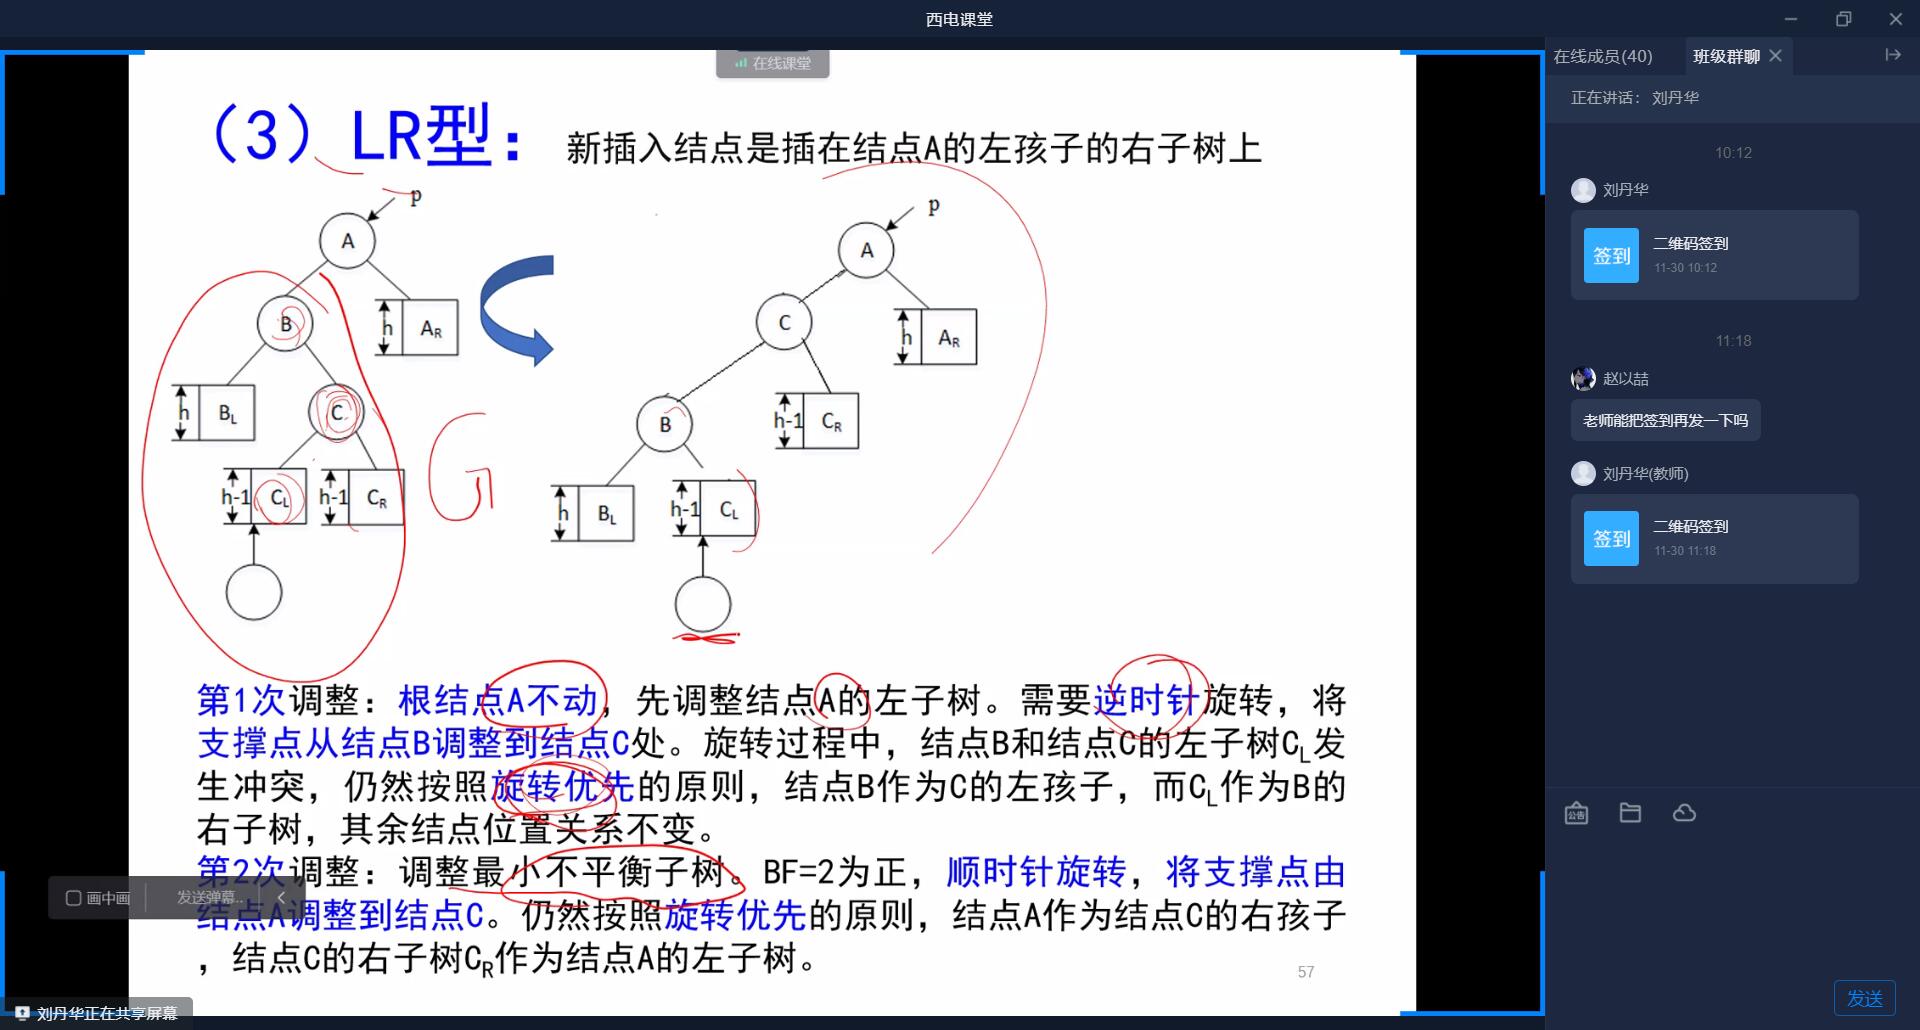 西电课堂
在线课堂
(3)LR型：新插入结点是插在结点A的左孩子的右子树上
p
A
B
h
AR
h
BL
C
h-1
CL
h-1
CR
p
A
C
h
AR
B
h-1
CR
h
BL
h-1
CL
第1次调整：根结点A不动，先调整结点A的左子树。需要逆时针旋转，将
支撑点从结点B调整到结点C处。旋转过程中，结点B和结点C的左子树CL发
生冲突，仍然按照旋转优先的原则，结点B作为C的左孩子，而CL作为B的
右子树，其余结点位置关系不变。
第2次调整：调整最小不平衡子树。BF=2为正，顺时针旋转，将支撑点由
结点A调整到结点C。仍然按照旋转优先的原则，结点A作为结点C的右孩子
，结点C的右子树CR作为结点A的左子树。
57
画中画
发送弹幕..
刘丹华正在共享屏幕
在线成员(40)
班级群聊
正在讲话： 刘丹华
10:12
刘丹华
签到
二维码签到
11-30 10:12
11:18
赵以喆
老师能把签到再发一下吗
刘丹华(教师)
签到
二维码签到
11-30 11:18
公告
发送